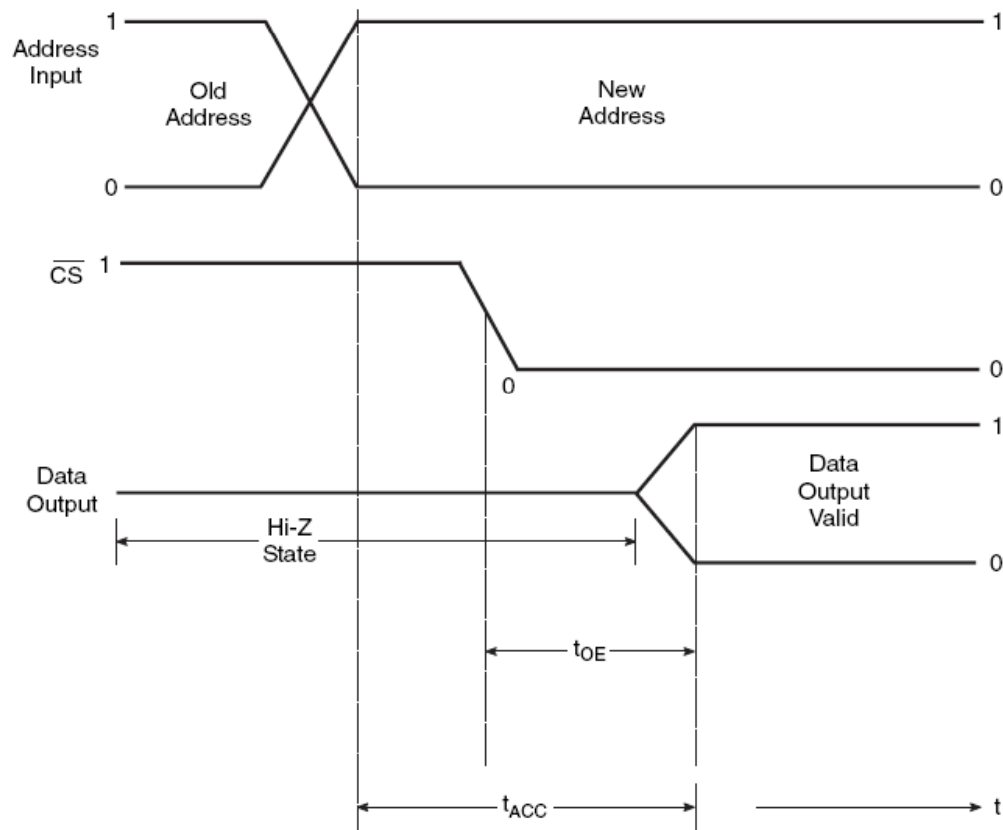 1 1
Address
Input
Old
Address
New
Address
0 0
C̅S̅ 1
0
0
1
Data
Output
Data
Output
Valid
Hi-Z
State
0
tOE
tACC t